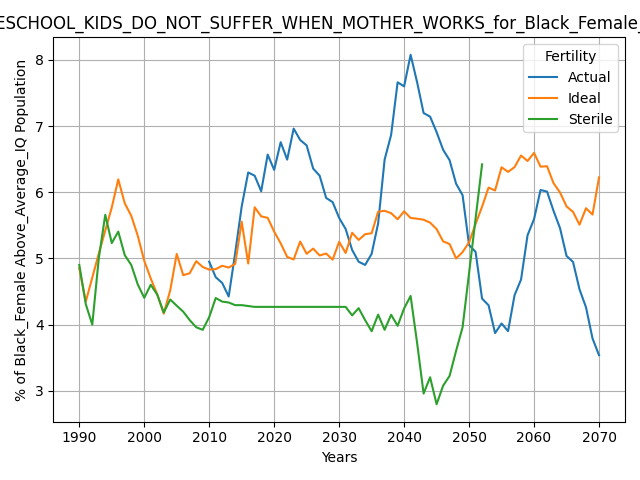 ESCHOOL_KIDS_DO_NOT_SUFFER_WHEN_MOTHER_WORKS_for_Black_Female_
% of Black_Female Above_Average_IQ Population
8
7
6
5
4
3
Fertility
Actual
Ideal
Sterile
1990 2000 2010 2020 2030 2040 2050 2060 2070
Years